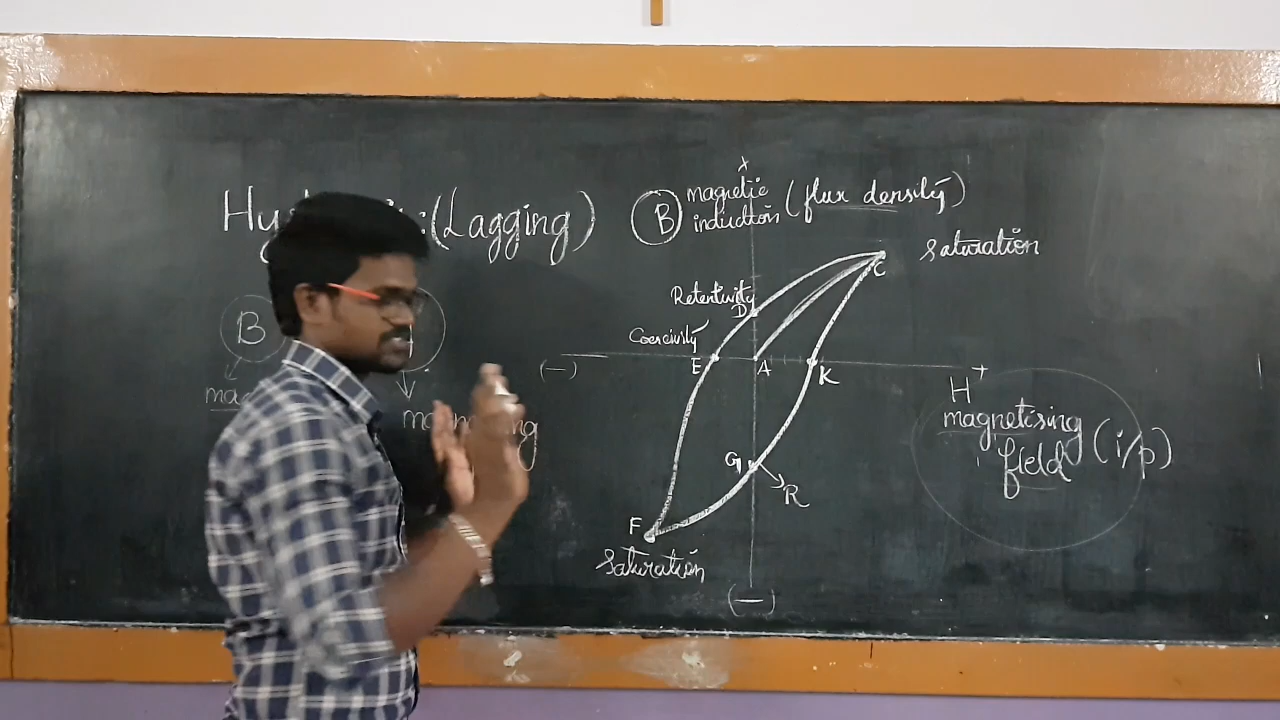 (Lagging)
B
magnetic
induction
(flux density)
saturation
Retentivity
D
C
Coercivity
(—)
E
A
K
B
H
+
magnetising
field
(i/p)
G
R
F
saturation
(—)